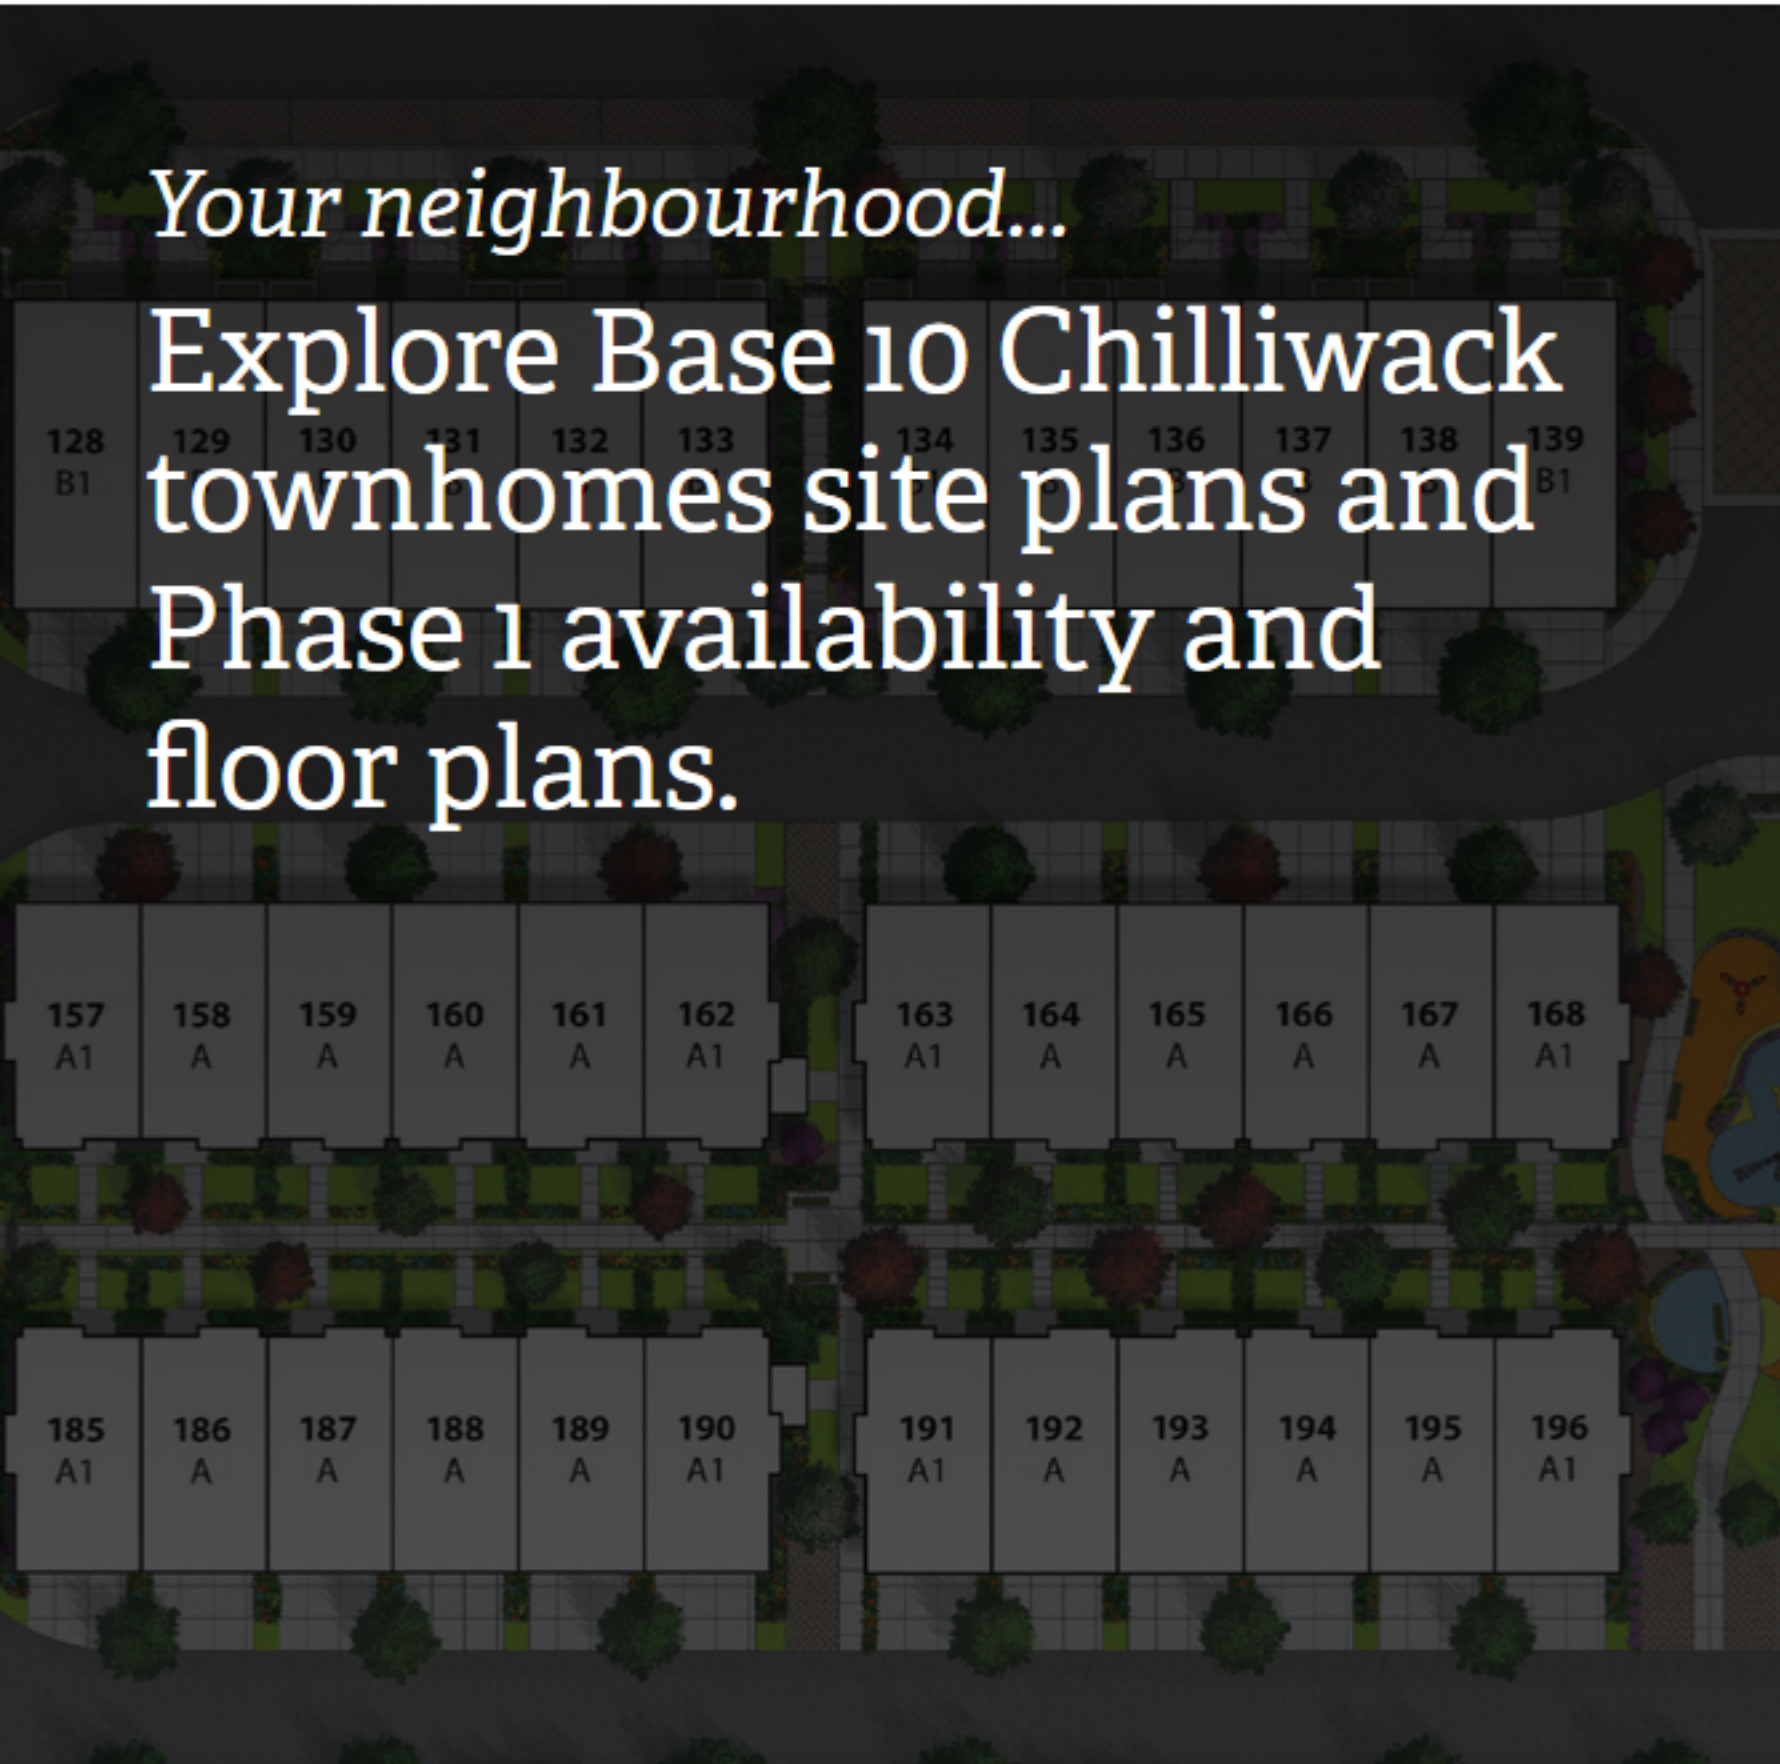 Your neighbourhood...
Explore Base 10 Chilliwack
townhomes site plans and
Phase 1 availability and
floor plans.
128 129 130 131 132 133 134 135 136 137 138 139
B1 B1
157 158 159 160 161 162 163 164 165 166 167 168
A1 A A A A A1 A1 A A A A A1
185 186 187 188 189 190 191 192 193 194 195 196
A1 A A A A A1 A1 A A A A A1